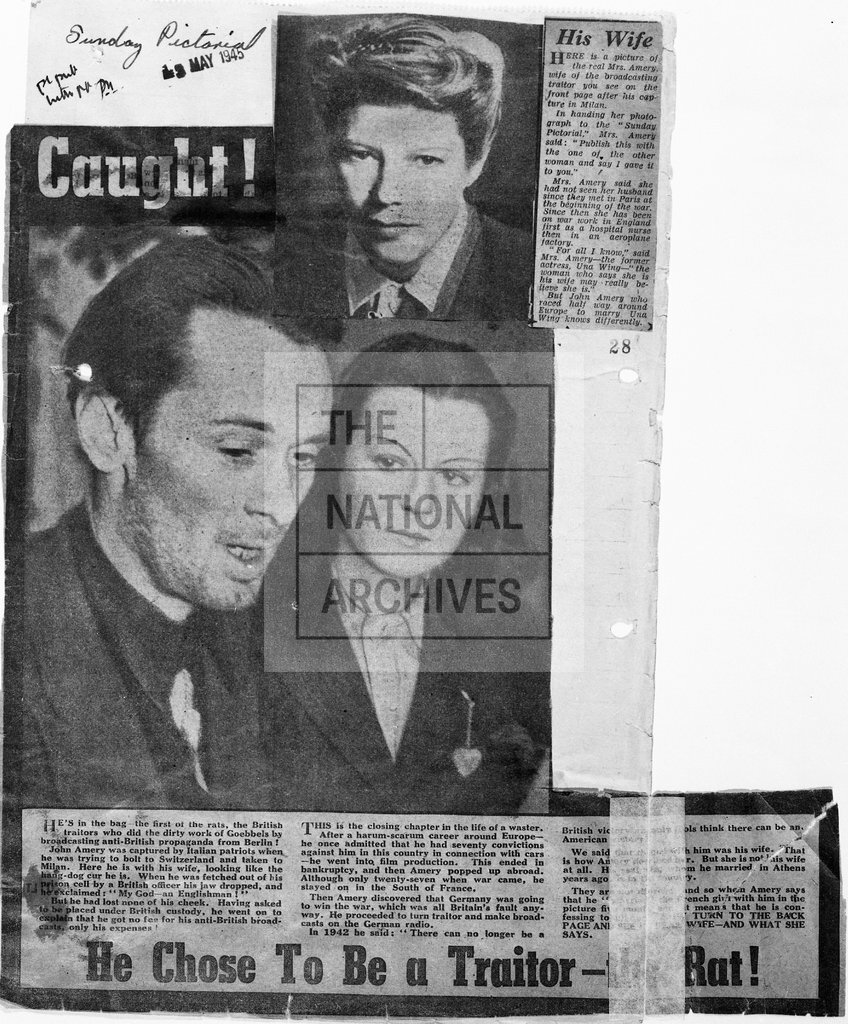 Sunday Pictorial
13 MAY 1945
Caught!
His Wife
HERE is a picture of
the real Mrs. Amery,
wife of the broadcasting
traitor you see on the
front page after his cap-
ture in Milan.
In handing her photo-
graph to the "Sunday
Pictorial," Mrs. Amery
said: "Publish this with
the one of the other
woman and say I gave it
to you."
Mrs. Amery said she
had not seen her husband
since they met in Paris at
the beginning of the war.
Since then she has been
on war work in England
first as a hospital nurse
then in an aeroplane
factory.
"For all I know," said
Mrs. Amery—the former
actress, Una Wing—"the
woman who says she is
his wife may really be-
lieve she is."
But John Amery who
raced half way around
Europe to marry Una
Wing knows differently.
28
THE
NATIONAL
ARCHIVES
HE'S in the bag—the first of the rats, the British
traitors who did the dirty work of Goebbels by
broadcasting anti-British propaganda from Berlin!
John Amery was captured by Italian patriots when
he was trying to bolt to Switzerland and taken to
Milan. Here he is with his wife, looking like the
hang-dog cur he is. When he was fetched out of his
prison cell by a British officer his jaw dropped, and
he exclaimed: "My God—an Englishman!"
But he had lost none of his cheek. Having asked
to be placed under British custody, he went on to
explain that he got no fee for his anti-British broad-
casts, only his expenses!
THIS is the closing chapter in the life of a waster.
After a harum-scarum career around Europe—
he once admitted that he had seventy convictions
against him in this country in connection with cars
—he went into film production. This ended in
bankruptcy, and then Amery popped up abroad.
Although only twenty-seven when war came, he
stayed on in the South of France.
Then Amery discovered that Germany was going
to win the war, which was all Britain's fault any-
way. He proceeded to turn traitor and make broad-
casts on the German radio.
In 1942 he said: "There can no longer be a
British think there can be an
American
We said him was his wife. That
is how But she is not his wife
at all. he married in Athens
years ago
They and so when Amery says
that he " with him in the
picture means that he is con-
fessing to TURN TO THE BACK
PAGE AND WIFE—AND WHAT SHE
SAYS.
He Chose To Be a Traitor— Rat!